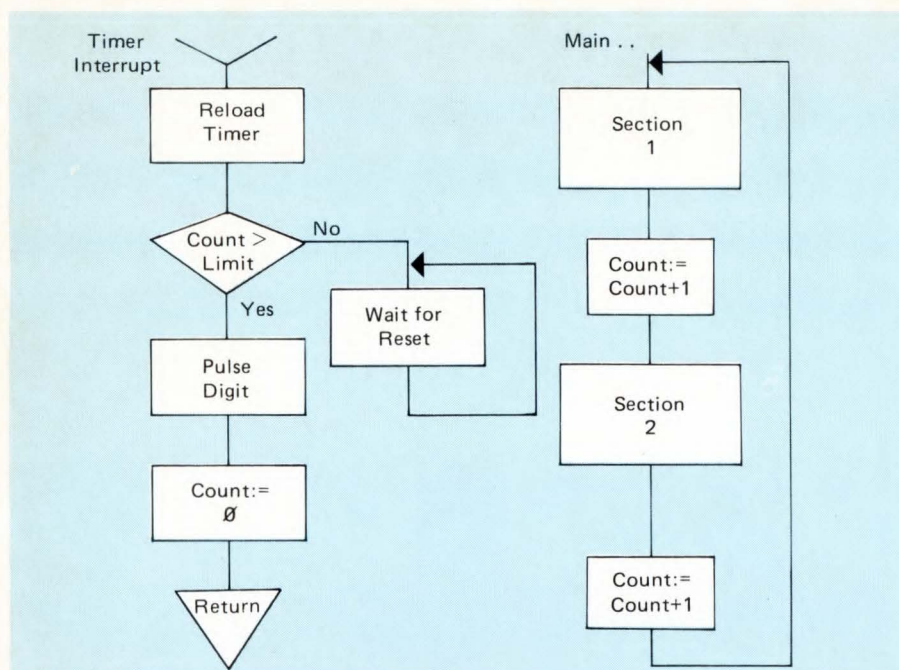 Timer
Interrupt
Reload
Timer
Count >
Limit
No
Yes
Wait for
Reset
Pulse
Digit
Count:=
Ø
Return
Main . .
Section
1
Count:=
Count+1
Section
2
Count:=
Count+1